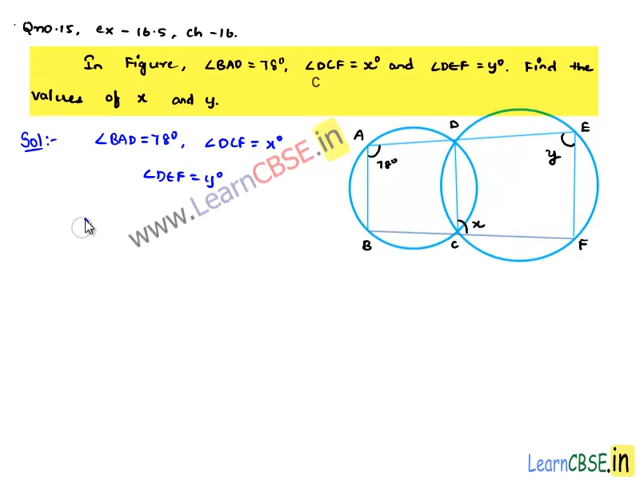 Qno.15, ex - 16.5, ch - 16.
In Figure, ∠BAD = 78°, ∠DCF = x° and ∠DEF = y°. Find the
C
values of x and y.
Sol:- ∠BAD = 78°, ∠DCF = x°
∠DEF = y°
www.LearnCBSE.in
A
D
E
78°
y
x
B
C
F
LearnCBSE.in